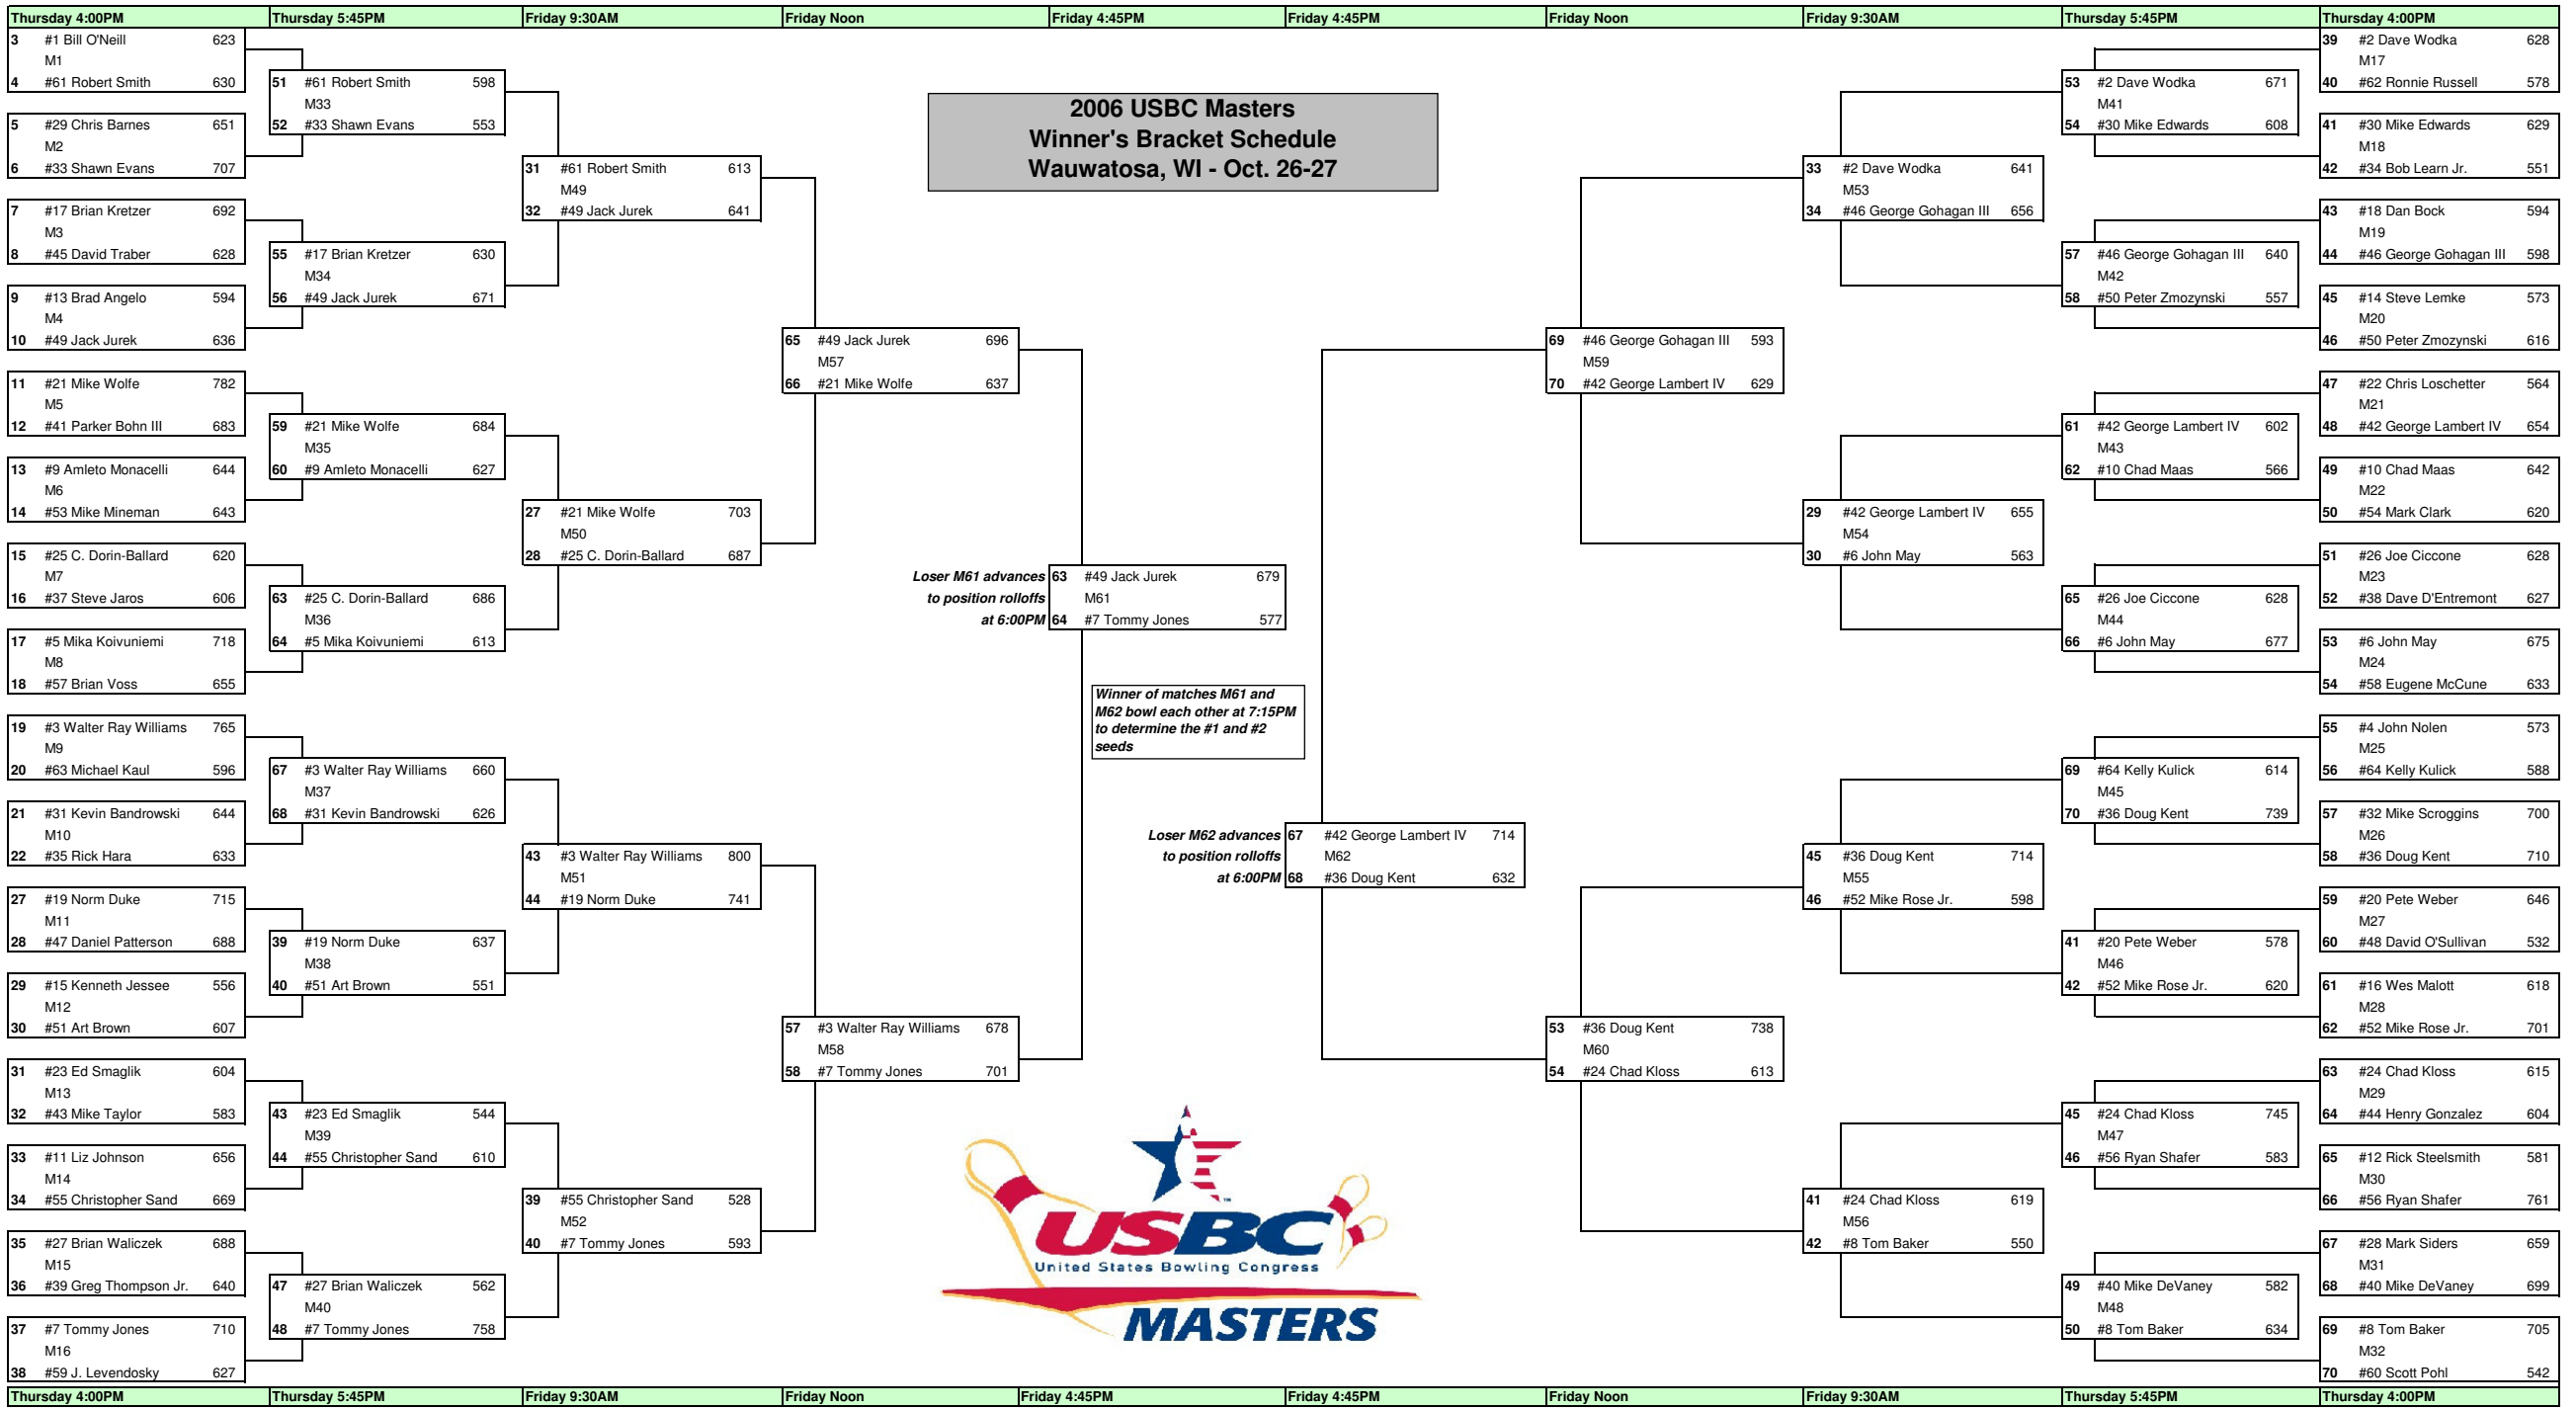 Thursday 4:00PM Thursday 5:45PM Friday 9:30AM Friday Noon Friday 4:45PM Friday 4:45PM Friday Noon Friday 9:30AM Thursday 5:45PM Thursday 4:00PM
2006 USBC Masters
Winner's Bracket Schedule
Wauwatosa, WI - Oct. 26-27
3 #1 Bill O'Neill 623
M1
4 #61 Robert Smith 630
5 #29 Chris Barnes 651
M2
6 #33 Shawn Evans 707
7 #17 Brian Kretzer 692
M3
8 #45 David Traber 628
9 #13 Brad Angelo 594
M4
10 #49 Jack Jurek 636
11 #21 Mike Wolfe 782
M5
12 #41 Parker Bohn III 683
13 #9 Amleto Monacelli 644
M6
14 #53 Mike Mineman 643
15 #25 C. Dorin-Ballard 620
M7
16 #37 Steve Jaros 606
17 #5 Mika Koivuniemi 718
M8
18 #57 Brian Voss 655
19 #3 Walter Ray Williams 765
M9
20 #63 Michael Kaul 596
21 #31 Kevin Bandrowski 644
M10
22 #35 Rick Hara 633
27 #19 Norm Duke 715
M11
28 #47 Daniel Patterson 688
29 #15 Kenneth Jessee 556
M12
30 #51 Art Brown 607
31 #23 Ed Smaglik 604
M13
32 #43 Mike Taylor 583
33 #11 Liz Johnson 656
M14
34 #55 Christopher Sand 669
35 #27 Brian Waliczek 688
M15
36 #39 Greg Thompson Jr. 640
37 #7 Tommy Jones 710
M16
38 #59 J. Levendosky 627
51 #61 Robert Smith 598
M33
52 #33 Shawn Evans 553
55 #17 Brian Kretzer 630
M34
56 #49 Jack Jurek 671
59 #21 Mike Wolfe 684
M35
60 #9 Amleto Monacelli 627
63 #25 C. Dorin-Ballard 686
M36
64 #5 Mika Koivuniemi 613
67 #3 Walter Ray Williams 660
M37
68 #31 Kevin Bandrowski 626
39 #19 Norm Duke 637
M38
40 #51 Art Brown 551
43 #23 Ed Smaglik 544
M39
44 #55 Christopher Sand 610
47 #27 Brian Waliczek 562
M40
48 #7 Tommy Jones 758
31 #61 Robert Smith 613
M49
32 #49 Jack Jurek 641
27 #21 Mike Wolfe 703
M50
28 #25 C. Dorin-Ballard 687
43 #3 Walter Ray Williams 800
M51
44 #19 Norm Duke 741
39 #55 Christopher Sand 528
M52
40 #7 Tommy Jones 593
65 #49 Jack Jurek 696
M57
66 #21 Mike Wolfe 637
57 #3 Walter Ray Williams 678
M58
58 #7 Tommy Jones 701
Loser M61 advances
to position rolloffs
at 6:00PM
63 #49 Jack Jurek 679
M61
64 #7 Tommy Jones 577
Winner of matches M61 and
M62 bowl each other at 7:15PM
to determine the #1 and #2
seeds
Loser M62 advances
to position rolloffs
at 6:00PM
67 #42 George Lambert IV 714
M62
68 #36 Doug Kent 632
69 #46 George Gohagan III 593
M59
70 #42 George Lambert IV 629
53 #36 Doug Kent 738
M60
54 #24 Chad Kloss 613
33 #2 Dave Wodka 641
M53
34 #46 George Gohagan III 656
29 #42 George Lambert IV 655
M54
30 #6 John May 563
45 #36 Doug Kent 714
M55
46 #52 Mike Rose Jr. 598
41 #24 Chad Kloss 619
M56
42 #8 Tom Baker 550
53 #2 Dave Wodka 671
M41
54 #30 Mike Edwards 608
57 #46 George Gohagan III 640
M42
58 #50 Peter Zmozynski 557
61 #42 George Lambert IV 602
M43
62 #10 Chad Maas 566
65 #26 Joe Ciccone 628
M44
66 #6 John May 677
69 #64 Kelly Kulick 614
M45
70 #36 Doug Kent 739
41 #20 Pete Weber 578
M46
42 #52 Mike Rose Jr. 620
45 #24 Chad Kloss 745
M47
46 #56 Ryan Shafer 583
49 #40 Mike DeVaney 582
M48
50 #8 Tom Baker 634
39 #2 Dave Wodka 628
M17
40 #62 Ronnie Russell 578
41 #30 Mike Edwards 629
M18
42 #34 Bob Learn Jr. 551
43 #18 Dan Bock 594
M19
44 #46 George Gohagan III 598
45 #14 Steve Lemke 573
M20
46 #50 Peter Zmozynski 616
47 #22 Chris Loschetter 564
M21
48 #42 George Lambert IV 654
49 #10 Chad Maas 642
M22
50 #54 Mark Clark 620
51 #26 Joe Ciccone 628
M23
52 #38 Dave D'Entremont 627
53 #6 John May 675
M24
54 #58 Eugene McCune 633
55 #4 John Nolen 573
M25
56 #64 Kelly Kulick 588
57 #32 Mike Scroggins 700
M26
58 #36 Doug Kent 710
59 #20 Pete Weber 646
M27
60 #48 David O'Sullivan 532
61 #16 Wes Malott 618
M28
62 #52 Mike Rose Jr. 701
63 #24 Chad Kloss 615
M29
64 #44 Henry Gonzalez 604
65 #12 Rick Steelsmith 581
M30
66 #56 Ryan Shafer 761
67 #28 Mark Siders 659
M31
68 #40 Mike DeVaney 699
69 #8 Tom Baker 705
M32
70 #60 Scott Pohl 542
USBC
United States Bowling Congress
MASTERS
Thursday 4:00PM Thursday 5:45PM Friday 9:30AM Friday Noon Friday 4:45PM Friday 4:45PM Friday Noon Friday 9:30AM Thursday 5:45PM Thursday 4:00PM